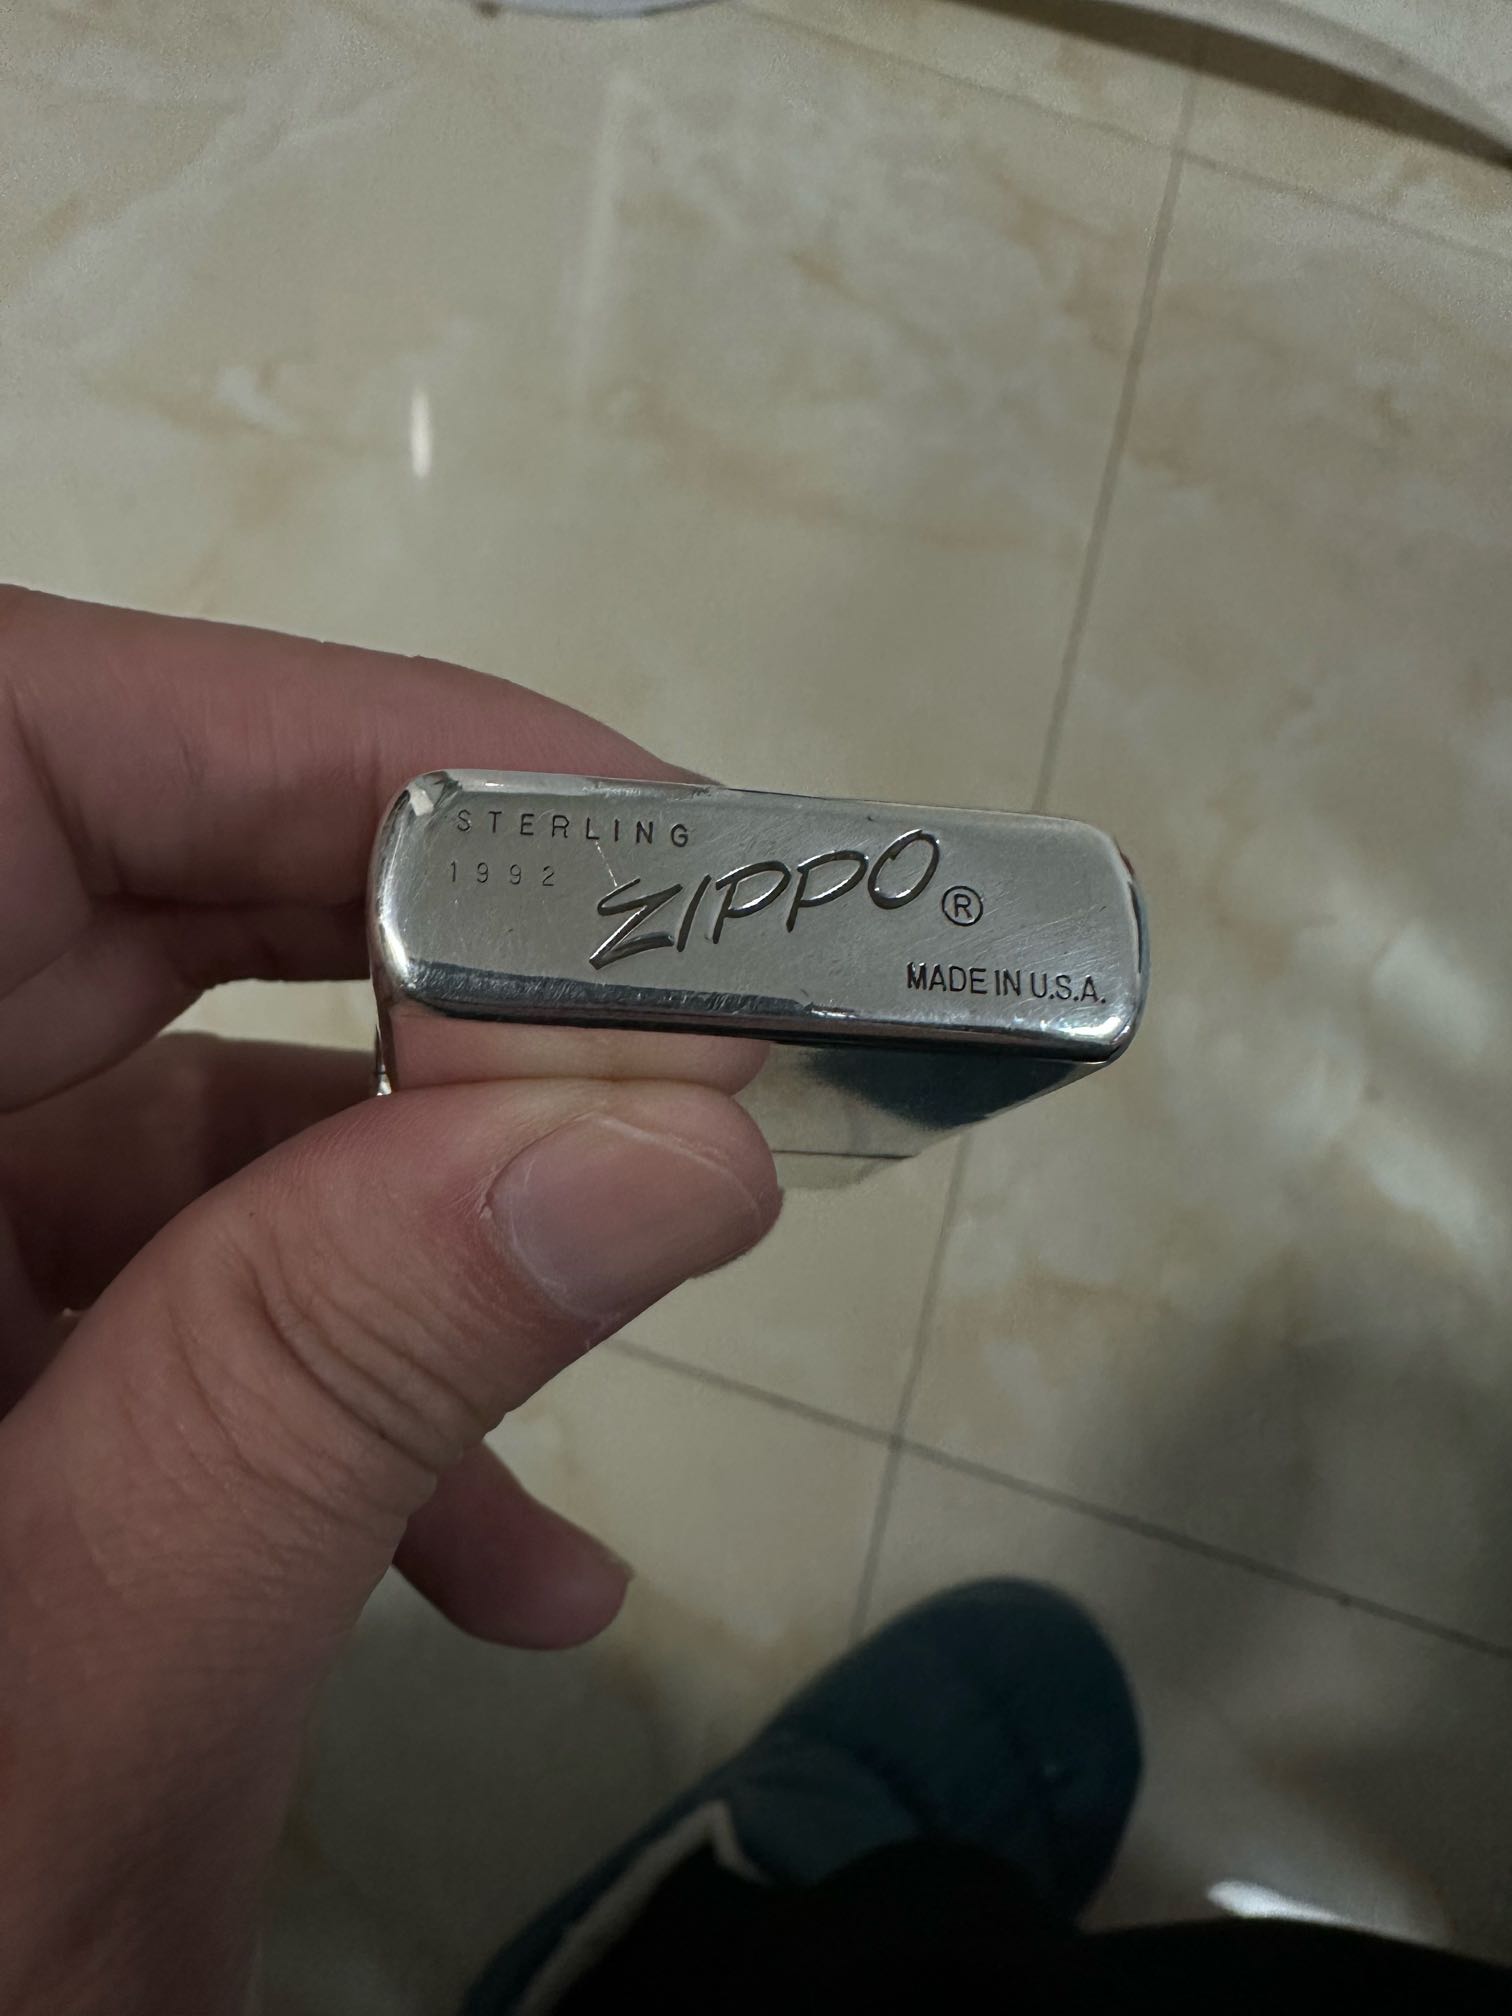 STERLING
1992
ZIPPO ®
MADE IN U.S.A.